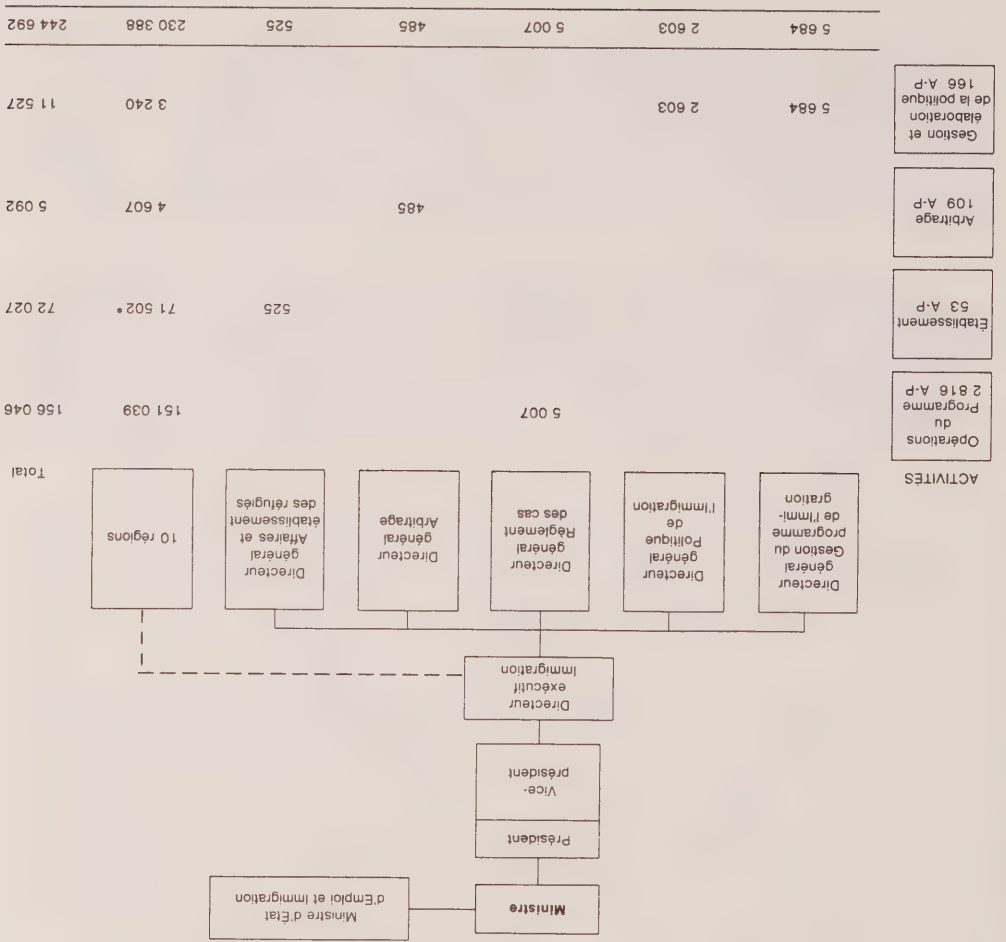 Ministre
Ministre d'État
d'Emploi et Immigration
Président
Vice-
président
Directeur
exécutif
Immigration
Directeur
général
Gestion du
programme
de l'Immi-
gration
Directeur
général
Politique
de
l'Immigration
Directeur
général
Règlement
des cas
Directeur
général
Arbitrage
Directeur
général
Affaires et
établissement
des réfugiés
10 régions
ACTIVITÉS
Total
Opérations
du
Programme
2 816 A-P
5 007
151 039
156 046
Établissement
53 A-P
525
71 502*
72 027
Arbitrage
109 A-P
485
4 607
5 092
Gestion et
élaboration
de la politique
166 A-P
5 684
2 603
3 240
11 527
5 684
2 603
5 007
485
525
230 388
244 692